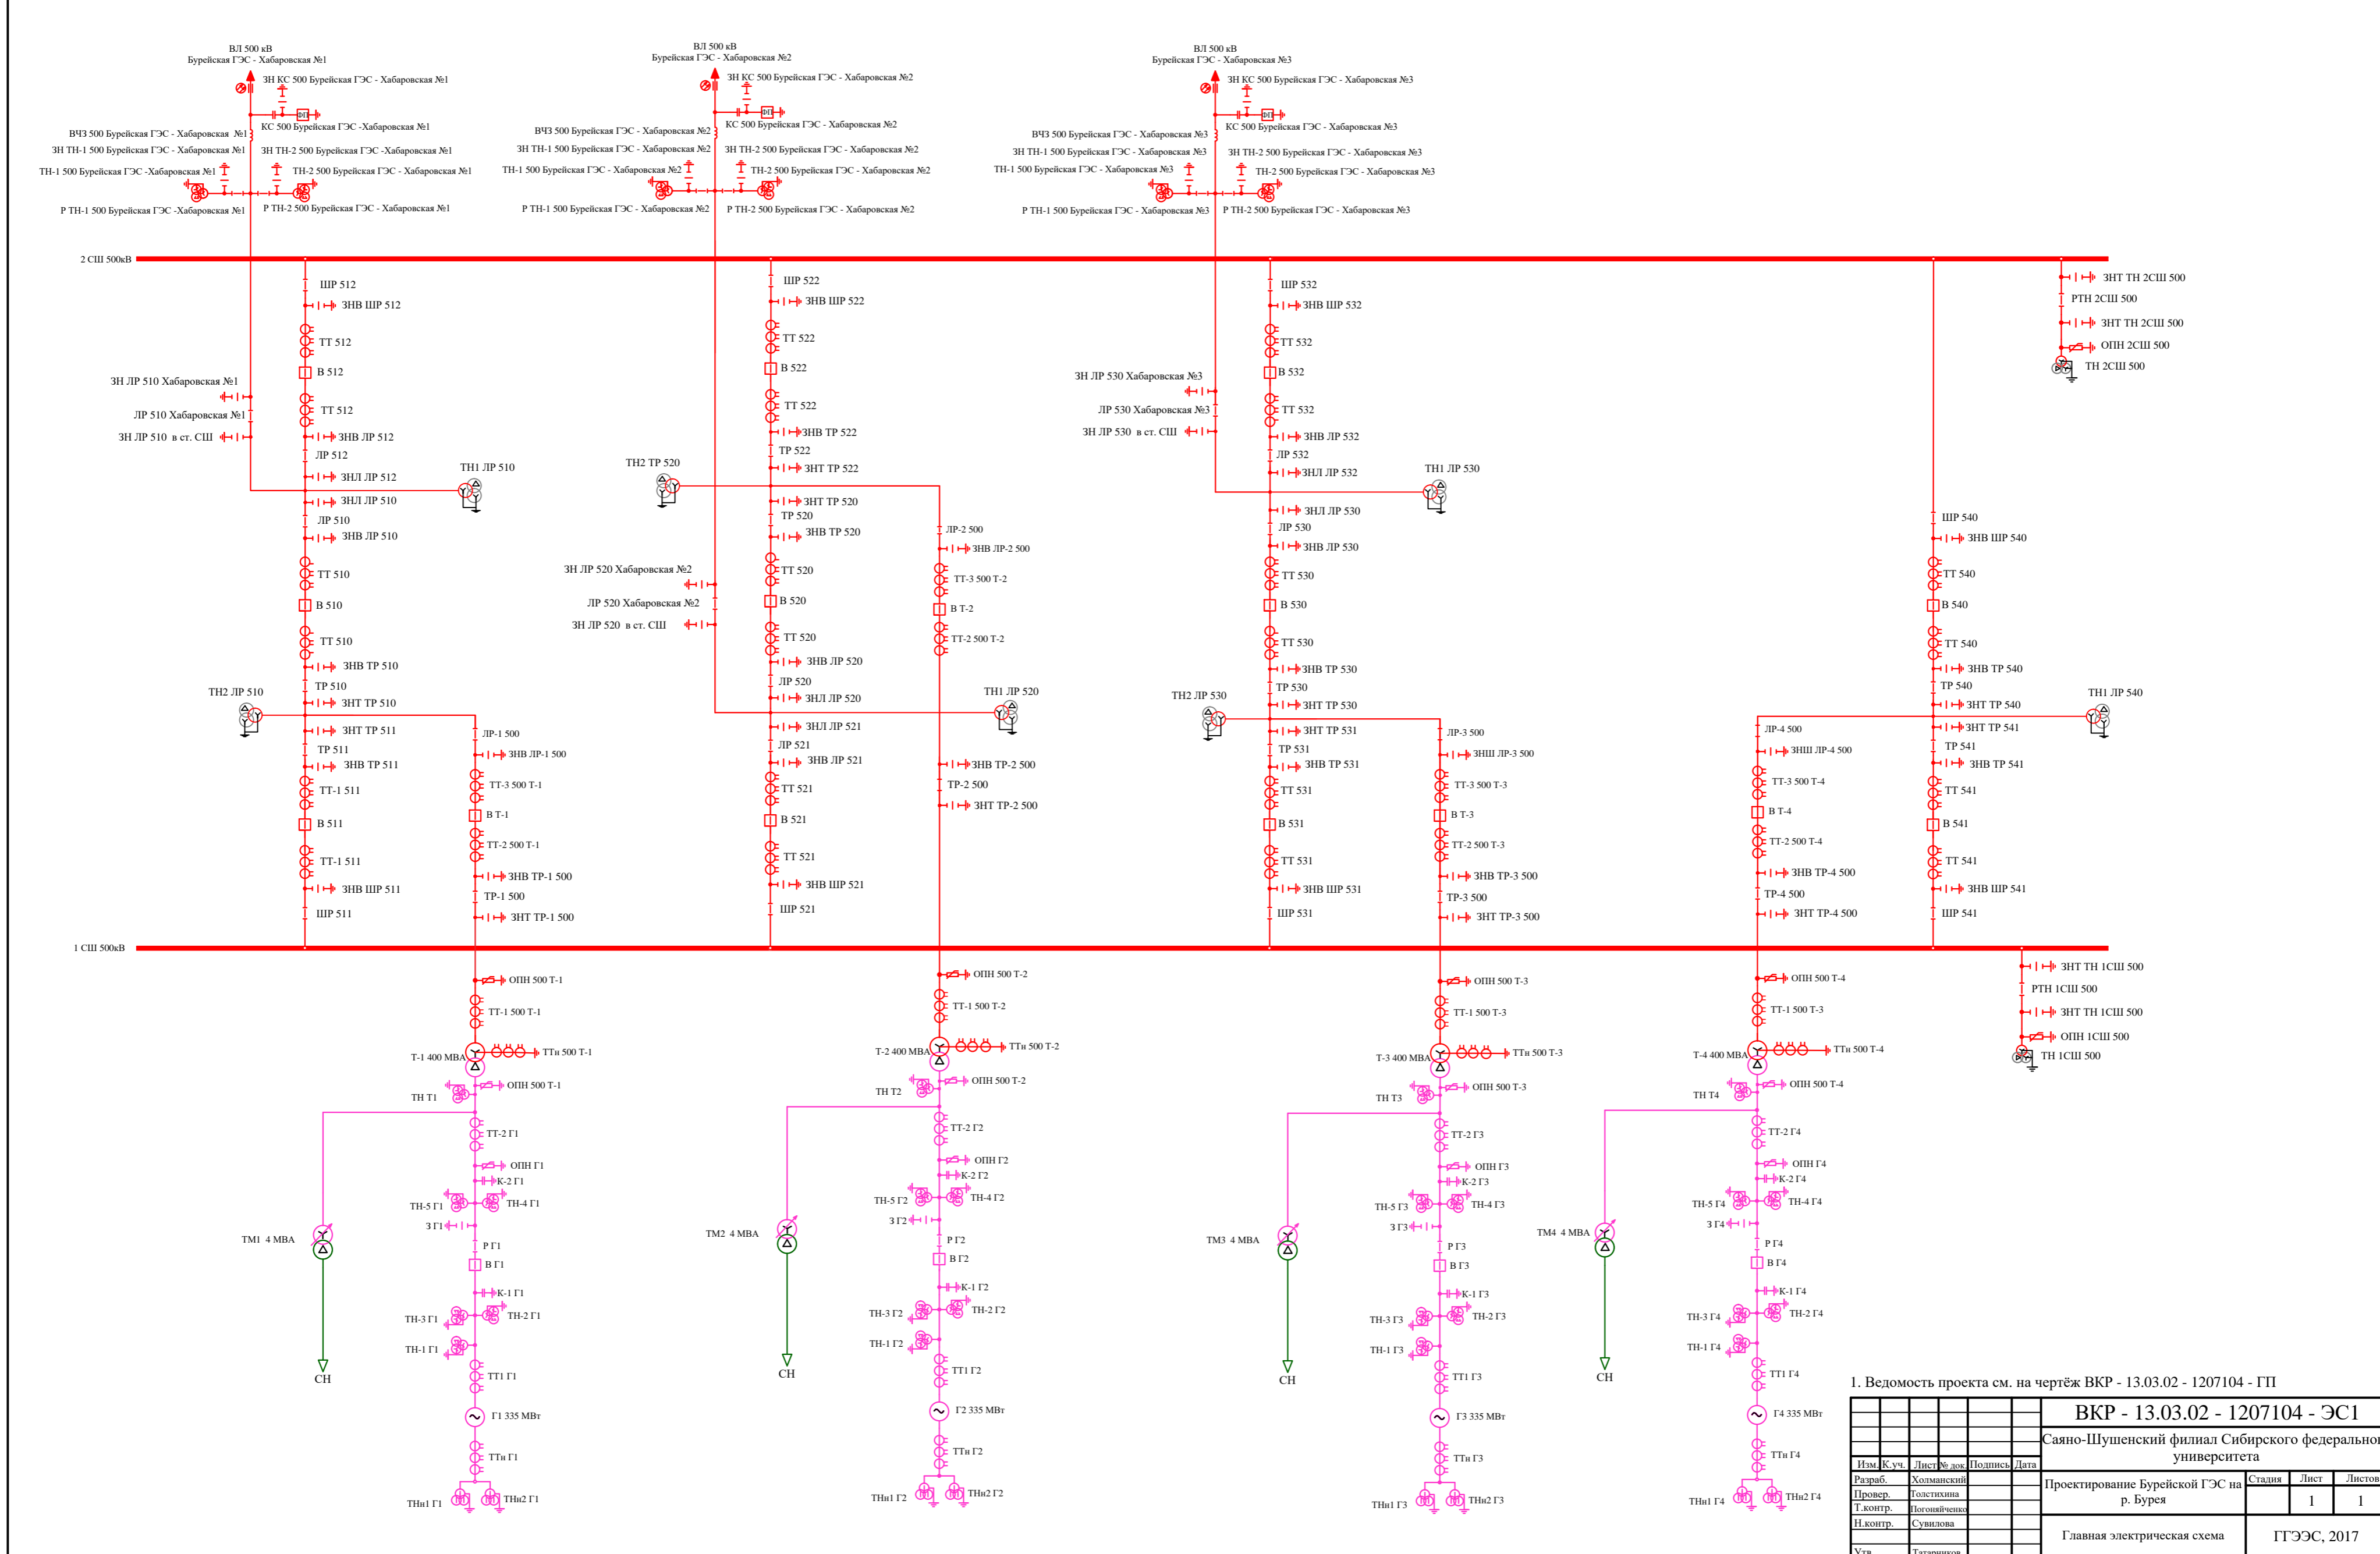 ВЛ 500 кВ
Бурейская ГЭС - Хабаровская №1
ЗН КС 500 Бурейская ГЭС - Хабаровская №1
ФП
КС 500 Бурейская ГЭС -Хабаровская №1
ВЧЗ 500 Бурейская ГЭС - Хабаровская №1
ЗН ТН-1 500 Бурейская ГЭС - Хабаровская №1
ЗН ТН-2 500 Бурейская ГЭС -Хабаровская №1
ТН-1 500 Бурейская ГЭС -Хабаровская №1
ТН-2 500 Бурейская ГЭС - Хабаровская №1
Р ТН-1 500 Бурейская ГЭС -Хабаровская №1
Р ТН-2 500 Бурейская ГЭС - Хабаровская №1
ВЛ 500 кВ
Бурейская ГЭС - Хабаровская №2
ЗН КС 500 Бурейская ГЭС - Хабаровская №2
ФП
КС 500 Бурейская ГЭС - Хабаровская №2
ВЧЗ 500 Бурейская ГЭС - Хабаровская №2
ЗН ТН-1 500 Бурейская ГЭС - Хабаровская №2
ЗН ТН-2 500 Бурейская ГЭС - Хабаровская №2
ТН-1 500 Бурейская ГЭС - Хабаровская №2
ТН-2 500 Бурейская ГЭС - Хабаровская №2
Р ТН-1 500 Бурейская ГЭС - Хабаровская №2
Р ТН-2 500 Бурейская ГЭС - Хабаровская №2
ВЛ 500 кВ
Бурейская ГЭС - Хабаровская №3
ЗН КС 500 Бурейская ГЭС - Хабаровская №3
ФП
КС 500 Бурейская ГЭС - Хабаровская №3
ВЧЗ 500 Бурейская ГЭС - Хабаровская №3
ЗН ТН-1 500 Бурейская ГЭС - Хабаровская №3
ЗН ТН-2 500 Бурейская ГЭС - Хабаровская №3
ТН-1 500 Бурейская ГЭС - Хабаровская №3
ТН-2 500 Бурейская ГЭС - Хабаровская №3
Р ТН-1 500 Бурейская ГЭС - Хабаровская №3
Р ТН-2 500 Бурейская ГЭС - Хабаровская №3
2 СШ 500кВ
ШР 512
ЗНВ ШР 512
ТТ 512
В 512
ТТ 512
ЗНВ ЛР 512
ЛР 512
ЗНЛ ЛР 512
ЗН ЛР 510 Хабаровская №1
ЛР 510 Хабаровская №1
ЗН ЛР 510 в ст. СШ
ТН1 ЛР 510
ЗНЛ ЛР 510
ЛР 510
ЗНВ ЛР 510
ТТ 510
В 510
ТТ 510
ЗНВ ТР 510
ТР 510
ЗНТ ТР 510
ТН2 ЛР 510
ЗНТ ТР 511
ТР 511
ЗНВ ТР 511
ТТ-1 511
В 511
ТТ-1 511
ЗНВ ШР 511
ШР 511
ЛР-1 500
ЗНВ ЛР-1 500
ТТ-3 500 Т-1
В Т-1
ТТ-2 500 Т-1
ЗНВ ТР-1 500
ТР-1 500
ЗНТ ТР-1 500
ШР 522
ЗНВ ШР 522
ТТ 522
В 522
ТТ 522
ЗНВ ТР 522
ТР 522
ЗНТ ТР 522
ТН2 ТР 520
ЗНТ ТР 520
ТР 520
ЗНВ ТР 520
ТТ 520
В 520
ТТ 520
ЗНВ ЛР 520
ЛР 520
ЗНЛ ЛР 520
ЗН ЛР 520 Хабаровская №2
ЛР 520 Хабаровская №2
ЗН ЛР 520 в ст. СШ
ТН1 ЛР 520
ЗНЛ ЛР 521
ЛР 521
ЗНВ ЛР 521
ТТ 521
В 521
ТТ 521
ЗНВ ШР 521
ШР 521
ЛР-2 500
ЗНВ ЛР-2 500
ТТ-3 500 Т-2
В Т-2
ТТ-2 500 Т-2
ЗНВ ТР-2 500
ТР-2 500
ЗНТ ТР-2 500
ШР 532
ЗНВ ШР 532
ТТ 532
В 532
ТТ 532
ЗНВ ЛР 532
ЛР 532
ЗНЛ ЛР 532
ЗН ЛР 530 Хабаровская №3
ЛР 530 Хабаровская №3
ЗН ЛР 530 в ст. СШ
ТН1 ЛР 530
ЗНЛ ЛР 530
ЛР 530
ЗНВ ЛР 530
ТТ 530
В 530
ТТ 530
ЗНВ ТР 530
ТР 530
ЗНТ ТР 530
ТН2 ЛР 530
ЗНТ ТР 531
ТР 531
ЗНВ ТР 531
ТТ 531
В 531
ТТ 531
ЗНВ ШР 531
ШР 531
ЛР-3 500
ЗНШ ЛР-3 500
ТТ-3 500 Т-3
В Т-3
ТТ-2 500 Т-3
ЗНВ ТР-3 500
ТР-3 500
ЗНТ ТР-3 500
ЗНТ ТН 2СШ 500
РТН 2СШ 500
ЗНТ ТН 2СШ 500
ОПН 2СШ 500
ТН 2СШ 500
ШР 540
ЗНВ ШР 540
ТТ 540
В 540
ТТ 540
ЗНВ ТР 540
ТР 540
ЗНТ ТР 540
ТН1 ЛР 540
ЗНТ ТР 541
ТР 541
ЗНВ ТР 541
ТТ 541
В 541
ТТ 541
ЗНВ ШР 541
ШР 541
ЛР-4 500
ЗНШ ЛР-4 500
ТТ-3 500 Т-4
В Т-4
ТТ-2 500 Т-4
ЗНВ ТР-4 500
ТР-4 500
ЗНТ ТР-4 500
1 СШ 500кВ
ЗНТ ТН 1СШ 500
РТН 1СШ 500
ЗНТ ТН 1СШ 500
ОПН 1СШ 500
ТН 1СШ 500
ОПН 500 Т-1
ТТ-1 500 Т-1
Т-1 400 МВА
ТТн 500 Т-1
ОПН 500 Т-1
ТН Т1
ТТ-2 Г1
ОПН Г1
К-2 Г1
ТН-5 Г1
ТН-4 Г1
З Г1
Р Г1
В Г1
ТМ1 4 МВА
К-1 Г1
ТН-3 Г1
ТН-2 Г1
ТН-1 Г1
СН
ТТ1 Г1
Г1 335 МВт
ТТн Г1
ТНн1 Г1
ТНн2 Г1
ОПН 500 Т-2
ТТ-1 500 Т-2
Т-2 400 МВА
ТТн 500 Т-2
ОПН 500 Т-2
ТН Т2
ТТ-2 Г2
ОПН Г2
К-2 Г2
ТН-5 Г2
ТН-4 Г2
З Г2
Р Г2
В Г2
ТМ2 4 МВА
К-1 Г2
ТН-3 Г2
ТН-2 Г2
ТН-1 Г2
СН
ТТ1 Г2
Г2 335 МВт
ТТн Г2
ТНн1 Г2
ТНн2 Г2
ОПН 500 Т-3
ТТ-1 500 Т-3
Т-3 400 МВА
ТТн 500 Т-3
ОПН 500 Т-3
ТН Т3
ТТ-2 Г3
ОПН Г3
К-2 Г3
ТН-5 Г3
ТН-4 Г3
З Г3
Р Г3
В Г3
ТМ3 4 МВА
К-1 Г3
ТН-3 Г3
ТН-2 Г3
ТН-1 Г3
СН
ТТ1 Г3
Г3 335 МВт
ТТн Г3
ТНн1 Г3
ТНн2 Г3
ОПН 500 Т-4
ТТ-1 500 Т-3
Т-4 400 МВА
ТТн 500 Т-4
ОПН 500 Т-4
ТН Т4
ТТ-2 Г4
ОПН Г4
К-2 Г4
ТН-5 Г4
ТН-4 Г4
З Г4
Р Г4
В Г4
ТМ4 4 МВА
К-1 Г4
ТН-3 Г4
ТН-2 Г4
ТН-1 Г4
СН
ТТ1 Г4
Г4 335 МВт
ТТн Г4
ТНн1 Г4
ТНн2 Г4
1. Ведомость проекта см. на чертёж ВКР - 13.03.02 - 1207104 - ГП
ВКР - 13.03.02 - 1207104 - ЭС1
Саяно-Шушенский филиал Сибирского федерального
университета
Изм. К.уч. Лист № док. Подпись Дата
Разраб. Холманский
Провер. Толстихина
Т.контр. Погоняйченко
Н.контр. Сувилова
Утв. Татарников
Проектирование Бурейской ГЭС на
р. Бурея
Стадия Лист Листов
1 1
Главная электрическая схема
ГГЭЭС, 2017